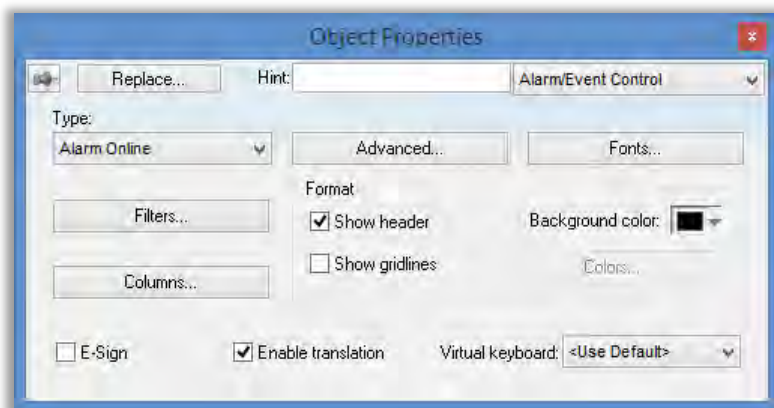 Object Properties
Replace... Hint: Alarm/Event Control
Type:
Alarm Online Advanced... Fonts...
Format
Filters... Show header Background color:
Show gridlines Colors...
Columns...
E-Sign Enable translation Virtual keyboard: <Use Default>